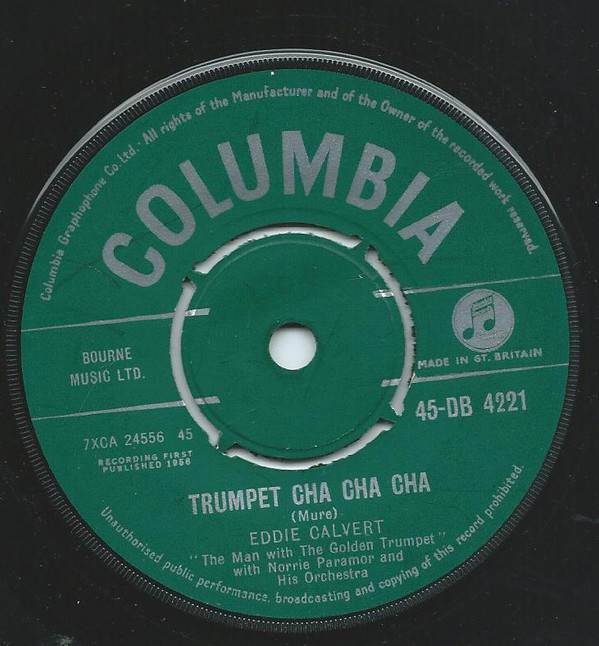 Columbia Graphophone Co. Ltd. · All rights of the Manufacturer and of the Owner of the recorded work reserved.
COLUMBIA
BOURNE
MUSIC LTD.
MADE IN GT. BRITAIN
7XCA 24556 45
45-DB 4221
RECORDING FIRST
PUBLISHED 1956
TRUMPET CHA CHA CHA
(Mure)
EDDIE CALVERT
"The Man with The Golden Trumpet"
with Norrie Paramor and
His Orchestra
Unauthorised public performance, broadcasting and copying of this record prohibited.